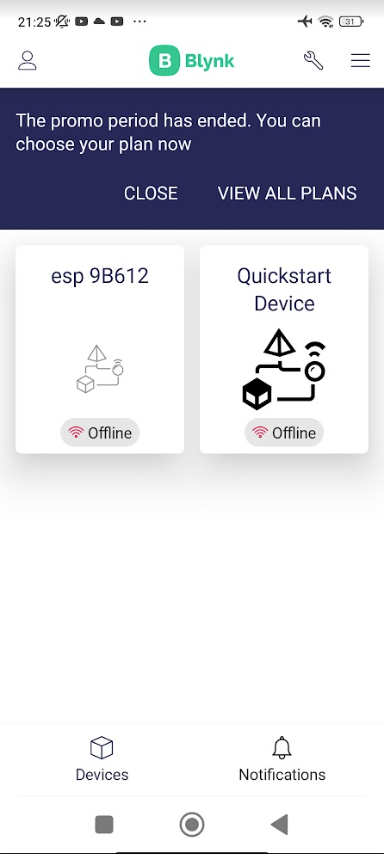 21:25
31
B Blynk
The promo period has ended. You can
choose your plan now
CLOSE VIEW ALL PLANS
esp 9B612
Quickstart
Device
Offline
Offline
Devices
Notifications